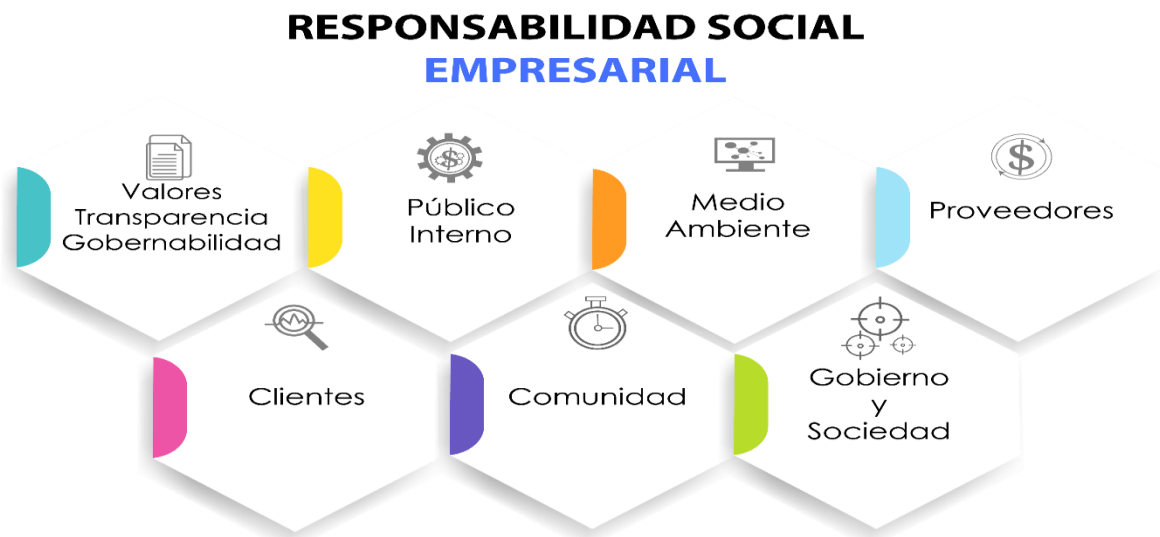 RESPONSABILIDAD SOCIAL
EMPRESARIAL
Valores
Transparencia
Gobernabilidad
$
Público
Interno
Medio
Ambiente
$
Proveedores
Clientes
Comunidad
Gobierno
y
Sociedad